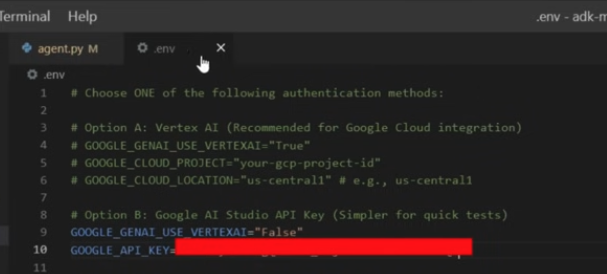 Terminal Help .env - adk-m
agent.py M .env ×
.env
1 # Choose ONE of the following authentication methods:
2
3 # Option A: Vertex AI (Recommended for Google Cloud integration)
4 # GOOGLE_GENAI_USE_VERTEXAI="True"
5 # GOOGLE_CLOUD_PROJECT="your-gcp-project-id"
6 # GOOGLE_CLOUD_LOCATION="us-central1" # e.g., us-central1
7
8 # Option B: Google AI Studio API Key (Simpler for quick tests)
9 GOOGLE_GENAI_USE_VERTEXAI="False"
10 GOOGLE_API_KEY=
11